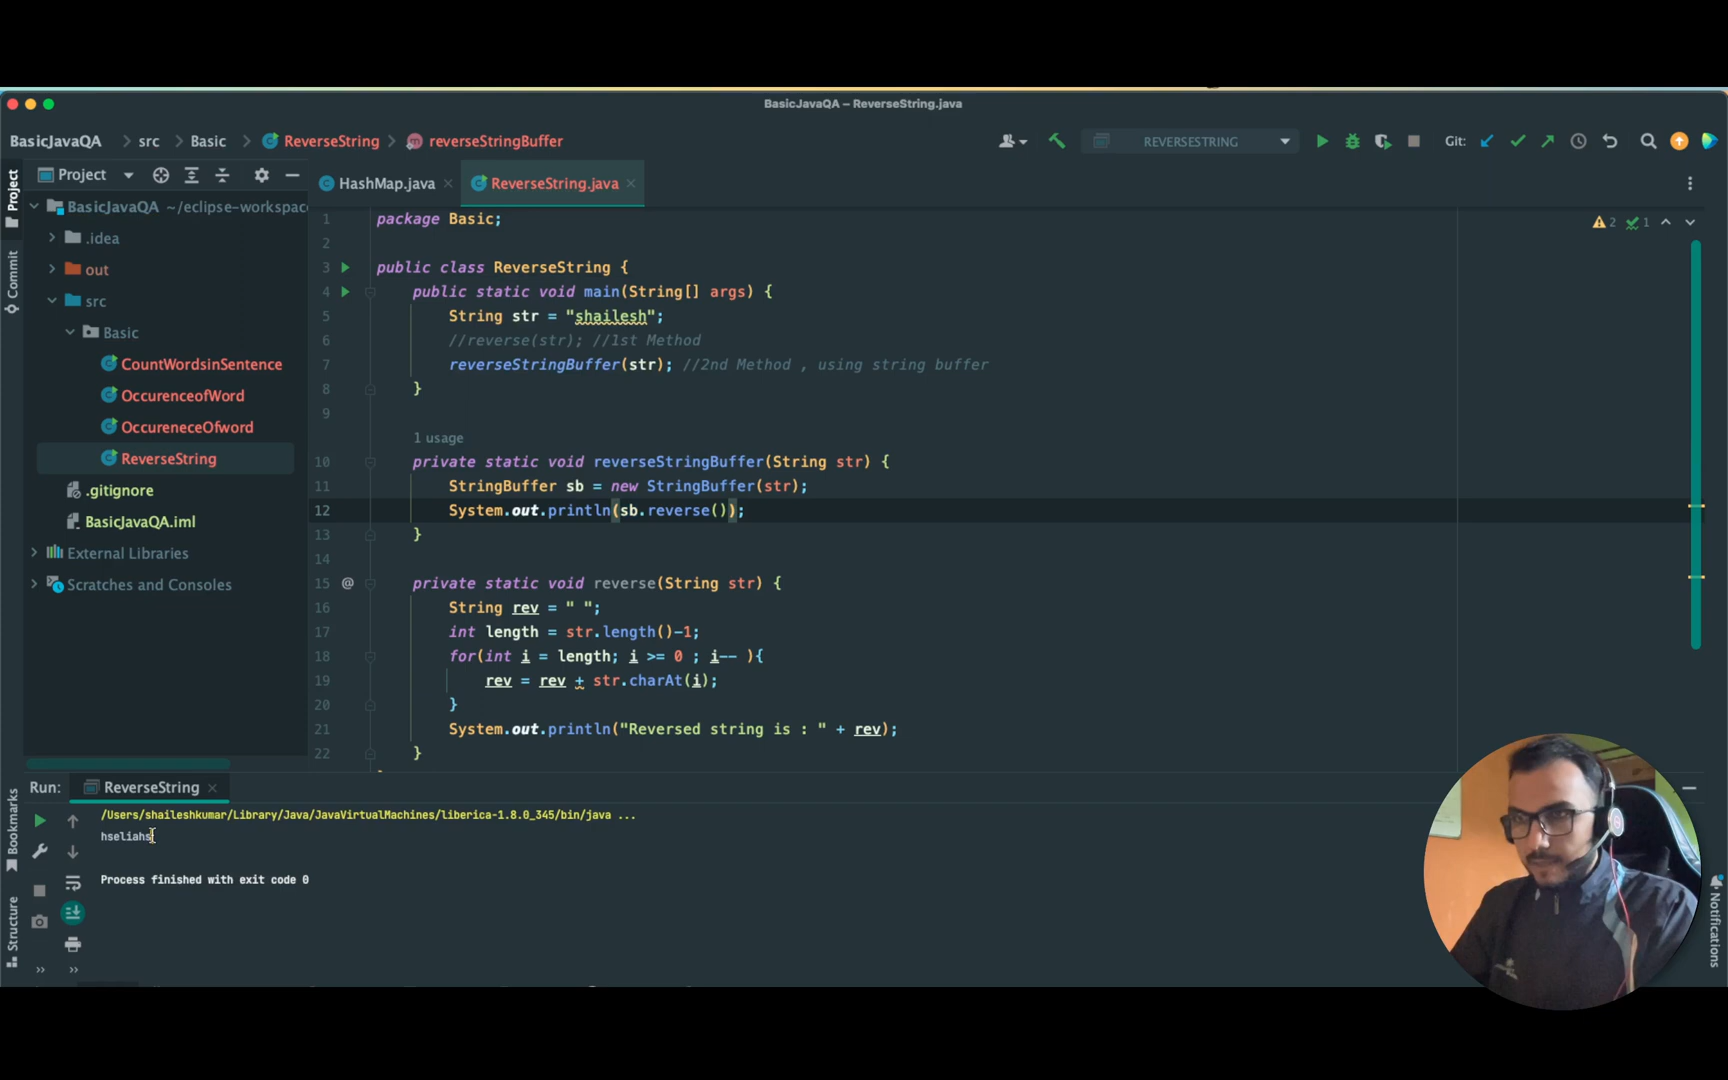 BasicJavaQA – ReverseString.java
BasicJavaQA > src > Basic > ReverseString > reverseStringBuffer
REVERSESTRING
Git:
Project
HashMap.java
ReverseString.java
Project
Commit
Bookmarks
Structure
Notifications
BasicJavaQA ~/eclipse-workspac
.idea
out
src
Basic
CountWordsinSentence
OccurenceofWord
OccureneceOfword
ReverseString
.gitignore
BasicJavaQA.iml
External Libraries
Scratches and Consoles
2 1
1 package Basic;
2
3 public class ReverseString {
4 public static void main(String[] args) {
5 String str = "shailesh";
6 //reverse(str); //1st Method
7 reverseStringBuffer(str); //2nd Method , using string buffer
8 }
9
1 usage
10 private static void reverseStringBuffer(String str) {
11 StringBuffer sb = new StringBuffer(str);
12 System.out.println(sb.reverse());
13 }
14
15 @ private static void reverse(String str) {
16 String rev = " ";
17 int length = str.length()-1;
18 for(int i = length; i >= 0 ; i-- ){
19 rev = rev + str.charAt(i);
20 }
21 System.out.println("Reversed string is : " + rev);
22 }
Run: ReverseString
/Users/shaileshkumar/Library/Java/JavaVirtualMachines/liberica-1.8.0_345/bin/java ...
hseliahs
Process finished with exit code 0